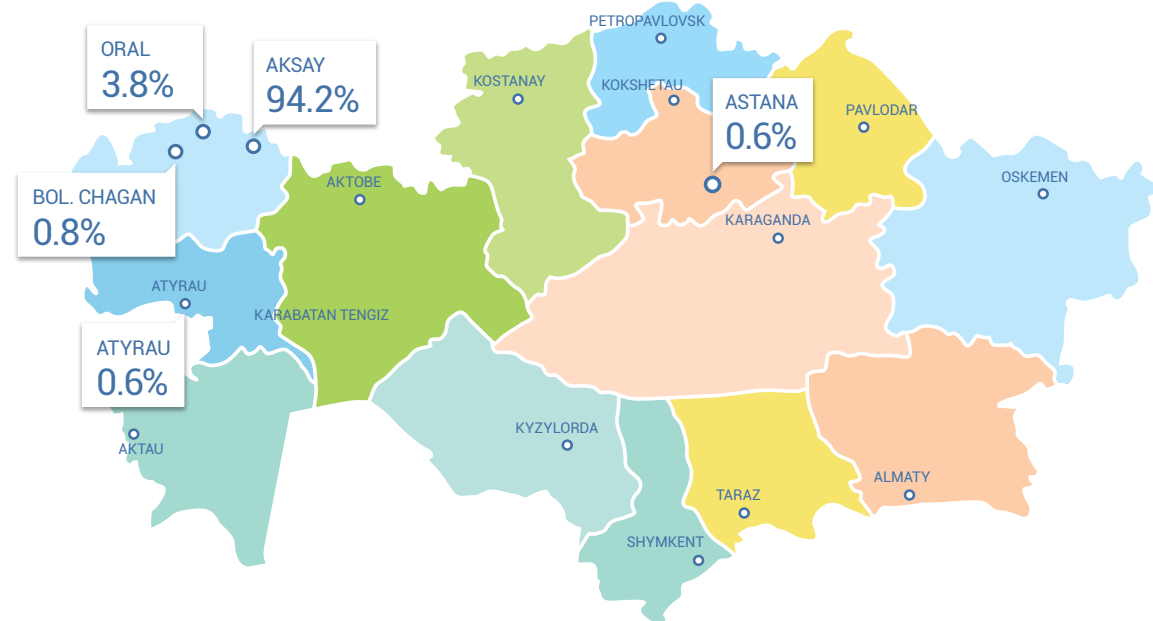 PETROPAVLOVSK
ORAL
3.8%
AKSAY
94.2%
KOSTANAY
KOKSHETAU
ASTANA
0.6%
PAVLODAR
OSKEMEN
AKTOBE
BOL. CHAGAN
0.8%
KARAGANDA
ATYRAU
KARABATAN TENGIZ
ATYRAU
0.6%
AKTAU
KYZYLORDA
ALMATY
TARAZ
SHYMKENT